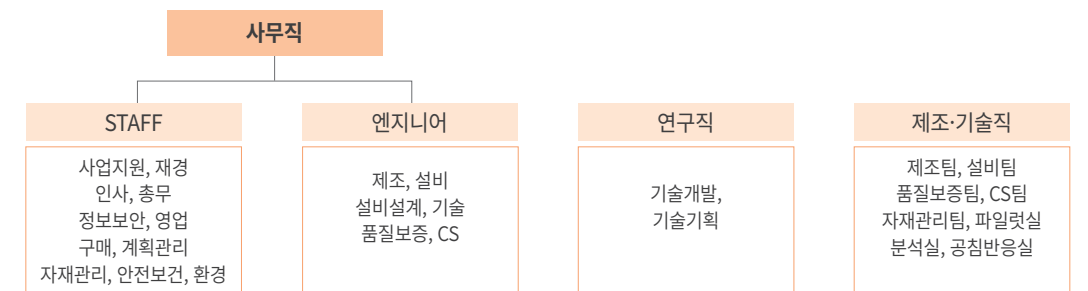 사무직
STAFF
사업지원, 재경
인사, 총무
정보보안, 영업
구매, 계획관리
자재관리, 안전보건, 환경
엔지니어
제조, 설비
설비설계, 기술
품질보증, CS
연구직
기술개발,
기술기획
제조·기술직
제조팀, 설비팀
품질보증팀, CS팀
자재관리팀, 파일럿실
분석실, 공침반응실